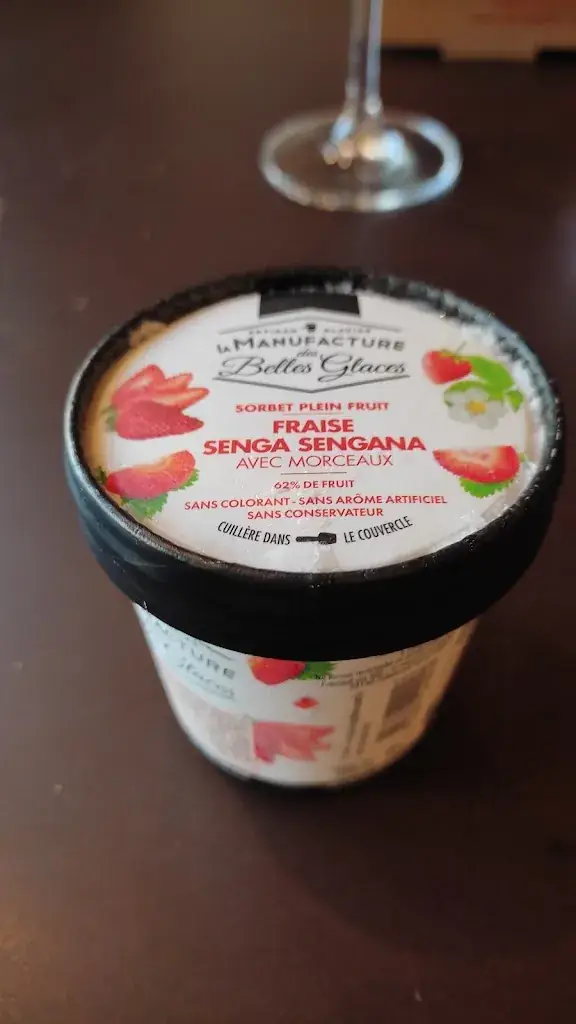 ARTISAN GLACIER
la MANUFACTURE
des
Belles Glaces
SORBET PLEIN FRUIT
FRAISE
SENGA SENGANA
AVEC MORCEAUX
62% DE FRUIT
SANS COLORANT - SANS ARÔME ARTIFICIEL
SANS CONSERVATEUR
CUILLÈRE DANS LE COUVERCLE